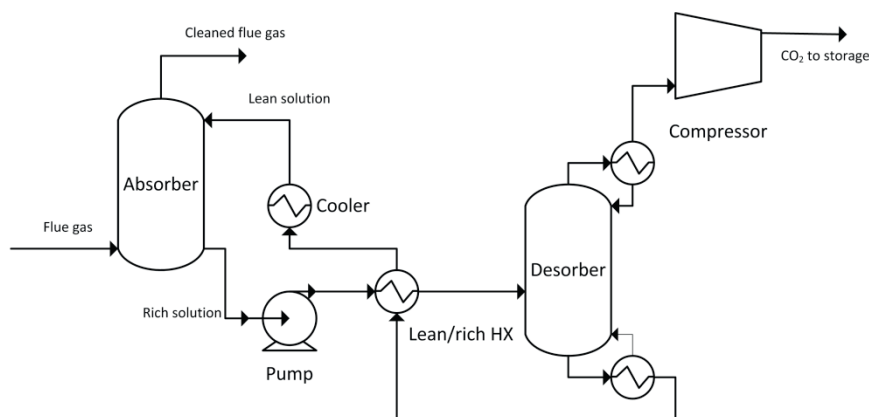 Cleaned flue gas
CO₂ to storage
Lean solution
Compressor
Absorber
Cooler
Flue gas
Desorber
Rich solution
Lean/rich HX
Pump